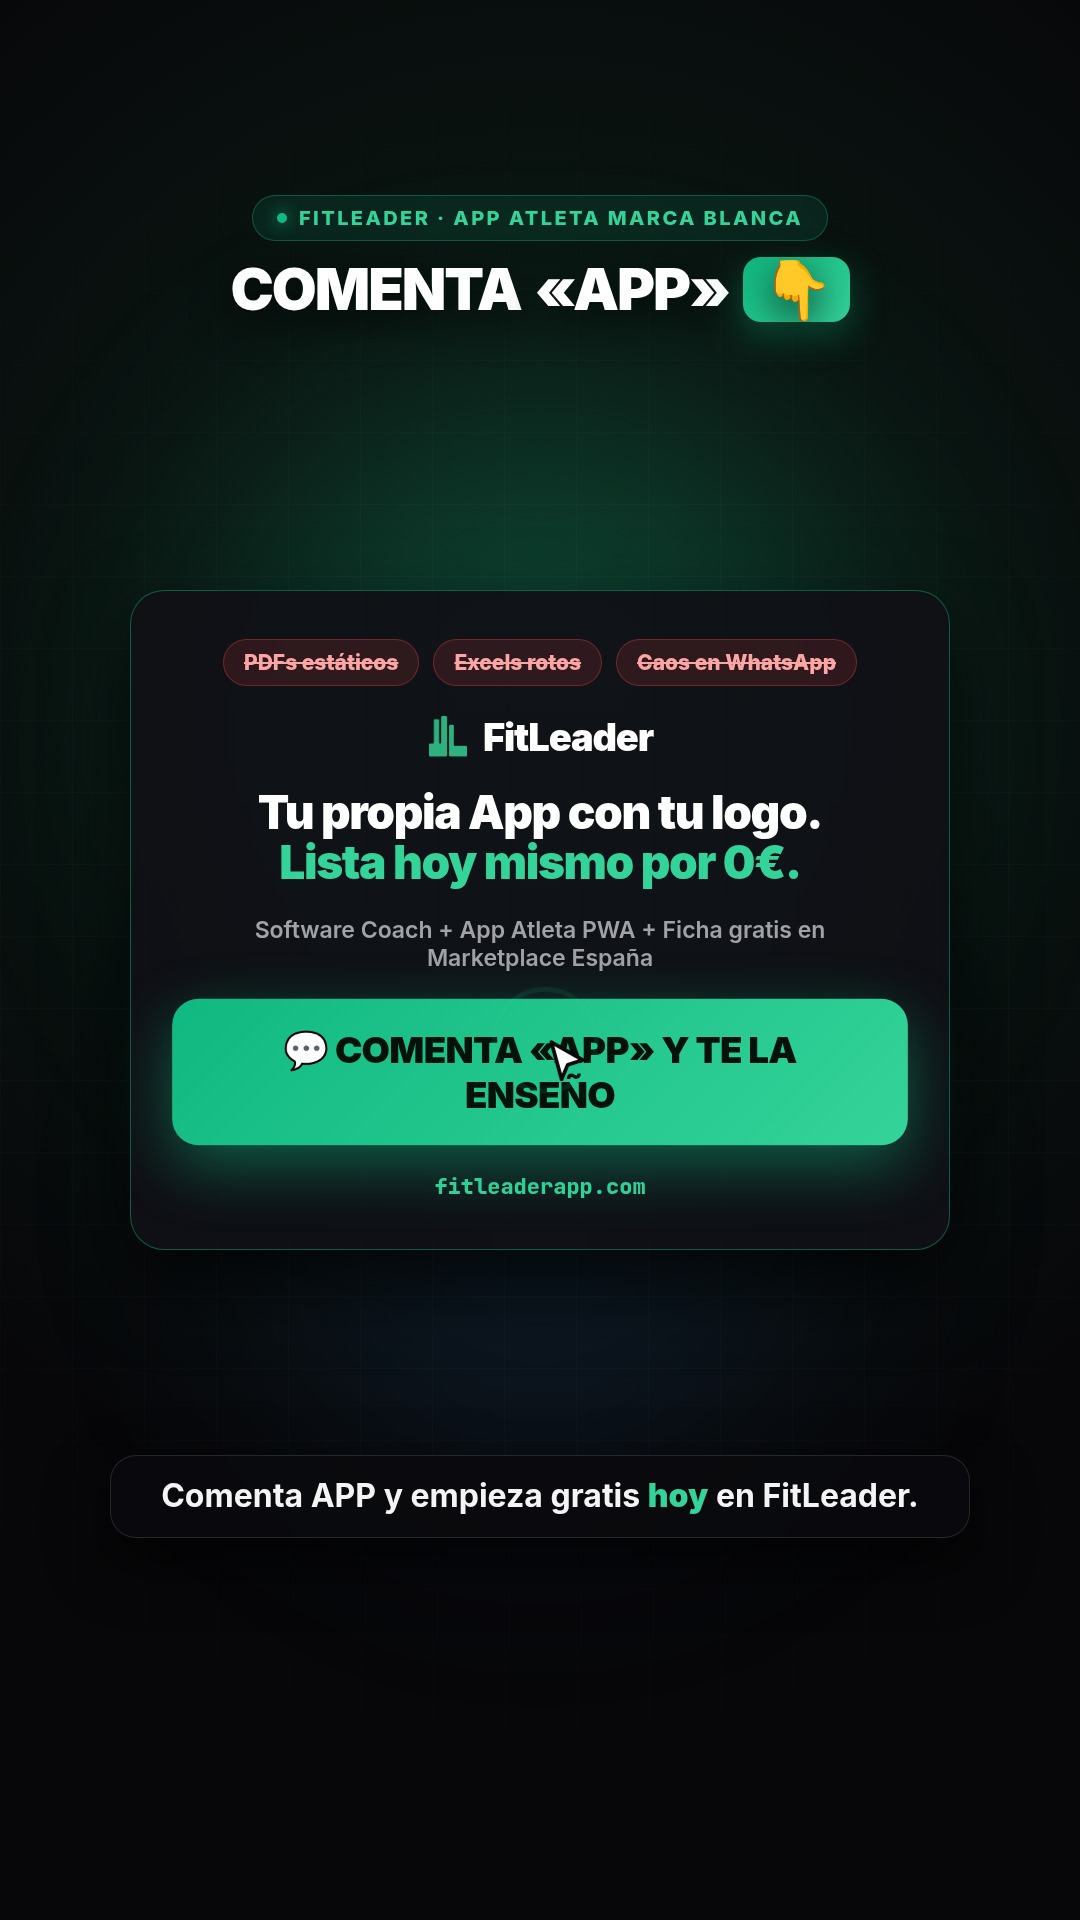 FITLEADER · APP ATLETA MARCA BLANCA
COMENTA «APP» 👇
PDFs estáticos Excels rotos Caos en WhatsApp
FitLeader
Tu propia App con tu logo.
Lista hoy mismo por 0€.
Software Coach + App Atleta PWA + Ficha gratis en
Marketplace España
💬 COMENTA «APP» Y TE LA
ENSEÑO
fitleaderapp.com
Comenta APP y empieza gratis hoy en FitLeader.